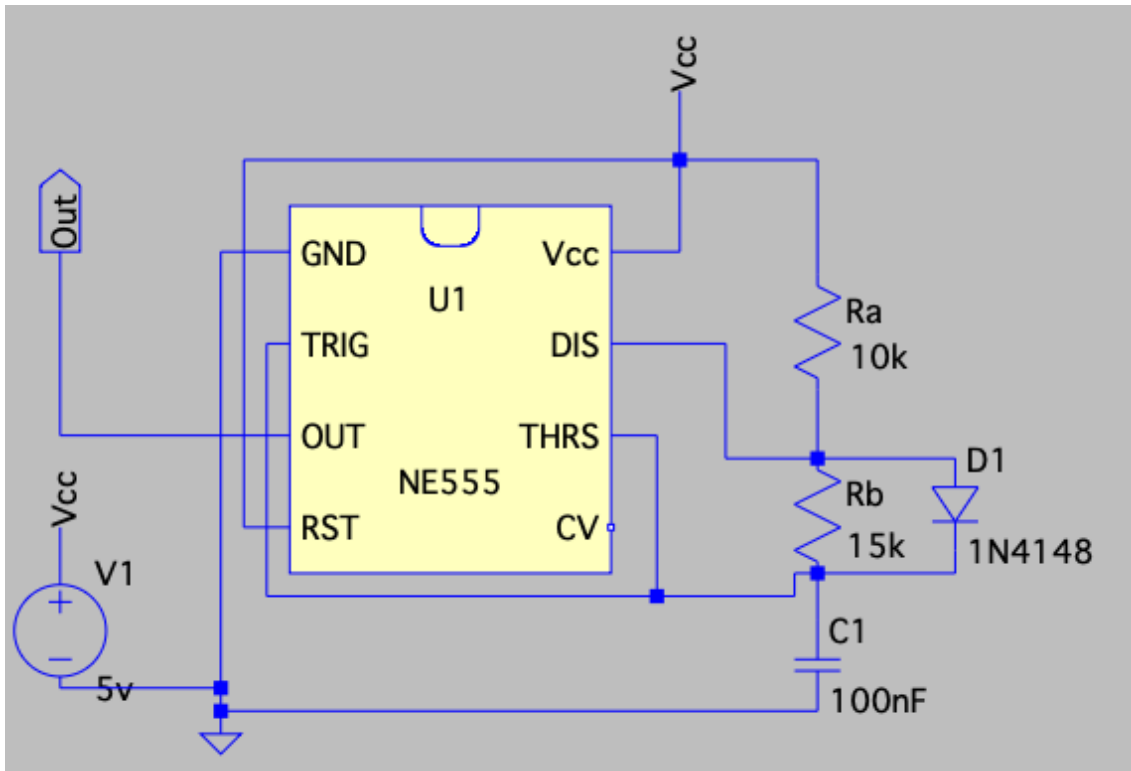 Vcc
Out
GND
Vcc
U1
Ra
10k
TRIG
DIS
OUT
THRS
NE555
D1
Rb
15k
1N4148
Vcc
RST
CV
V1
5v
C1
100nF